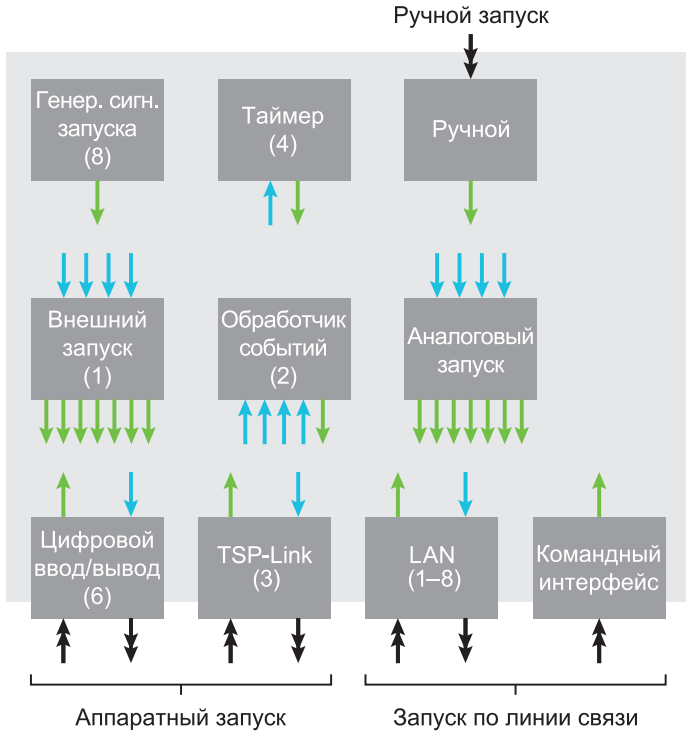 Ручной запуск
Генер. сигн.
запуска
(8)
Таймер
(4)
Ручной
Внешний
запуск
(1)
Обработчик
событий
(2)
Аналоговый
запуск
Цифровой
ввод/вывод
(6)
TSP-Link
(3)
LAN
(1–8)
Командный
интерфейс
Аппаратный запуск
Запуск по линии связи